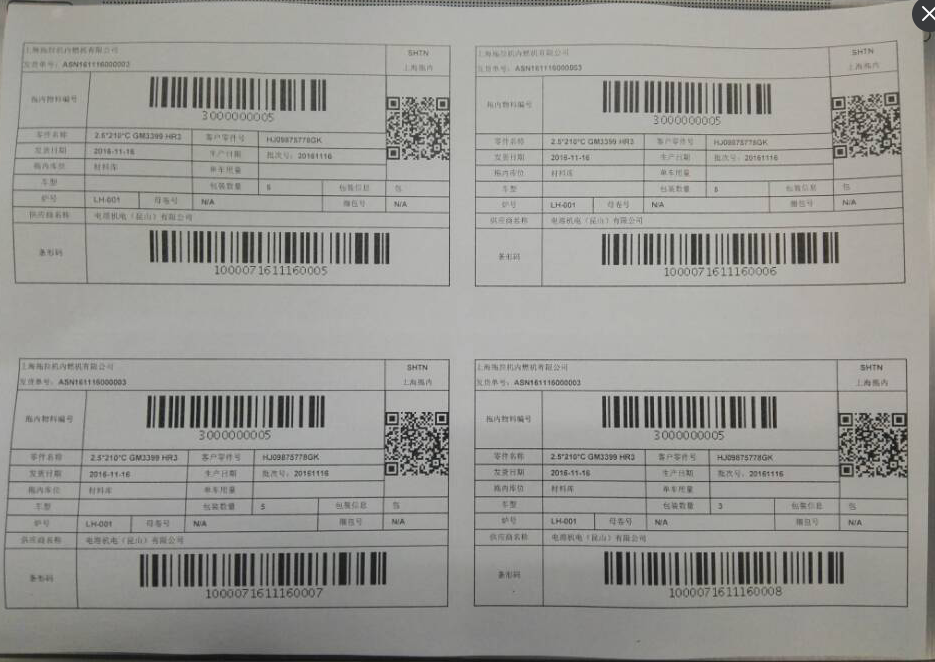 上海拖拉机内燃机有限公司
SHTN
发货单号：ASN161116000003
上海拖内
拖内物料编号
3000000005
零件名称 2.5*210*C GM3399 HR3 客户零件号 HJ09875778GK
发货日期 2016-11-16 生产日期 批次号：20161116
拖内库位 材料库 单车用量
车型 包装数量 5 包装信息 包
炉号 LH-001 母卷号 N/A 捆包号 N/A
供应商名称 电塔机电（昆山）有限公司
条形码
1000071611160005
上海拖拉机内燃机有限公司
SHTN
发货单号：ASN161116000003
上海拖内
拖内物料编号
3000000005
零件名称 2.5*210*C GM3399 HR3 客户零件号 HJ09875778GK
发货日期 2016-11-16 生产日期 批次号：20161116
拖内库位 材料库 单车用量
车型 包装数量 包装信息 包
炉号 LH-001 母卷号 N/A 捆包号 N/A
供应商名称 电塔机电（昆山）有限公司
条形码
1000071611160006
上海拖拉机内燃机有限公司
SHTN
发货单号：ASN161116000003
上海拖内
拖内物料编号
3000000005
零件名称 2.5*210*C GM3399 HR3 客户零件号 HJ09875778GK
发货日期 2016-11-16 生产日期 批次号：20161116
拖内库位 材料库 单车用量
车型 包装数量 5 包装信息 包
炉号 LH-001 母卷号 N/A 捆包号 N/A
供应商名称 电塔机电（昆山）有限公司
条形码
1000071611160007
上海拖拉机内燃机有限公司
SHTN
发货单号：ASN161116000003
上海拖内
拖内物料编号
3000000005
零件名称 2.5*210*C GM3399 HR3 客户零件号 HJ09875778GK
发货日期 2016-11-16 生产日期 批次号：20161116
拖内库位 材料库 单车用量
车型 包装数量 3 包装信息 包
炉号 LH-001 母卷号 N/A 捆包号 N/A
供应商名称 电塔机电（昆山）有限公司
条形码
1000071611160008